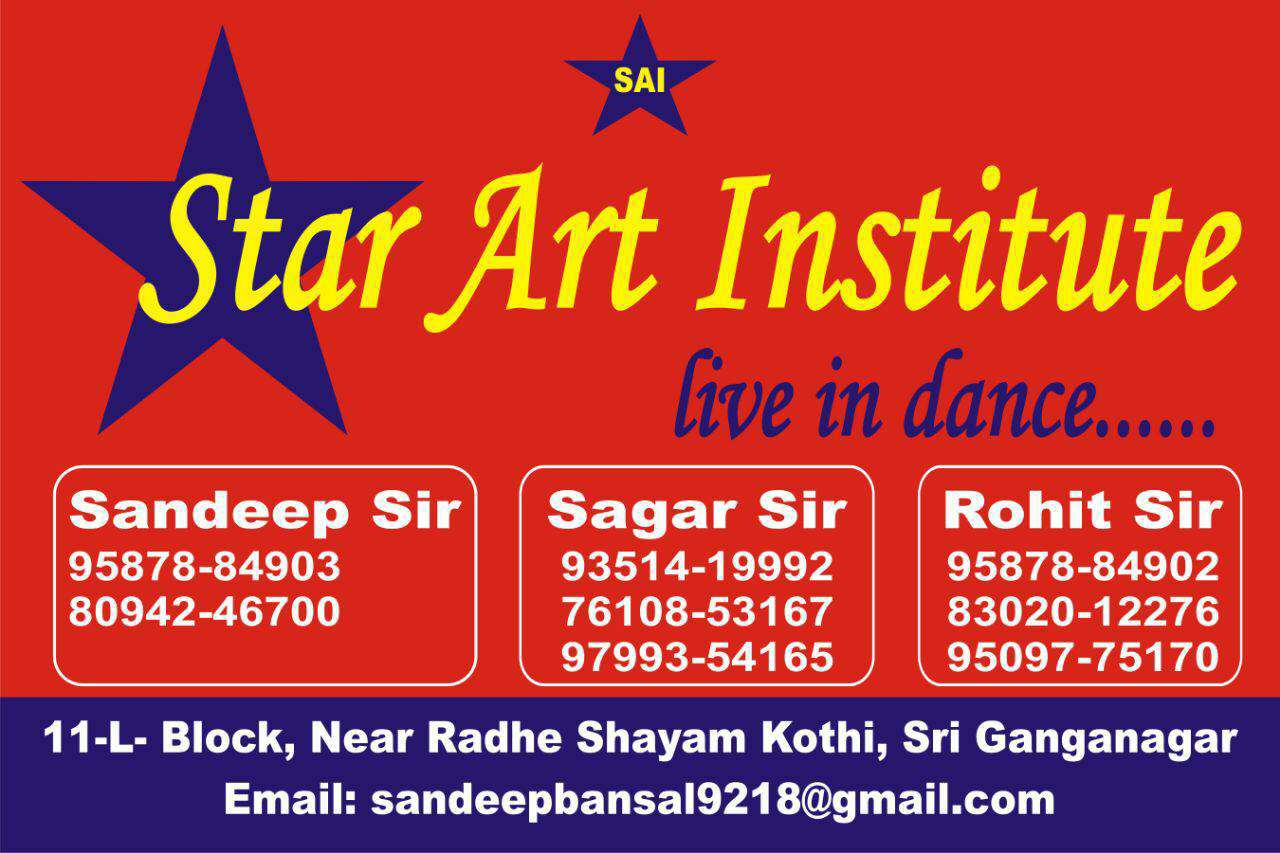 SAI
Star Art Institute
live in dance......
Sandeep Sir
95878-84903
80942-46700
Sagar Sir
93514-19992
76108-53167
97993-54165
Rohit Sir
95878-84902
83020-12276
95097-75170
11-L- Block, Near Radhe Shayam Kothi, Sri Ganganagar
Email: sandeepbansal9218@gmail.com